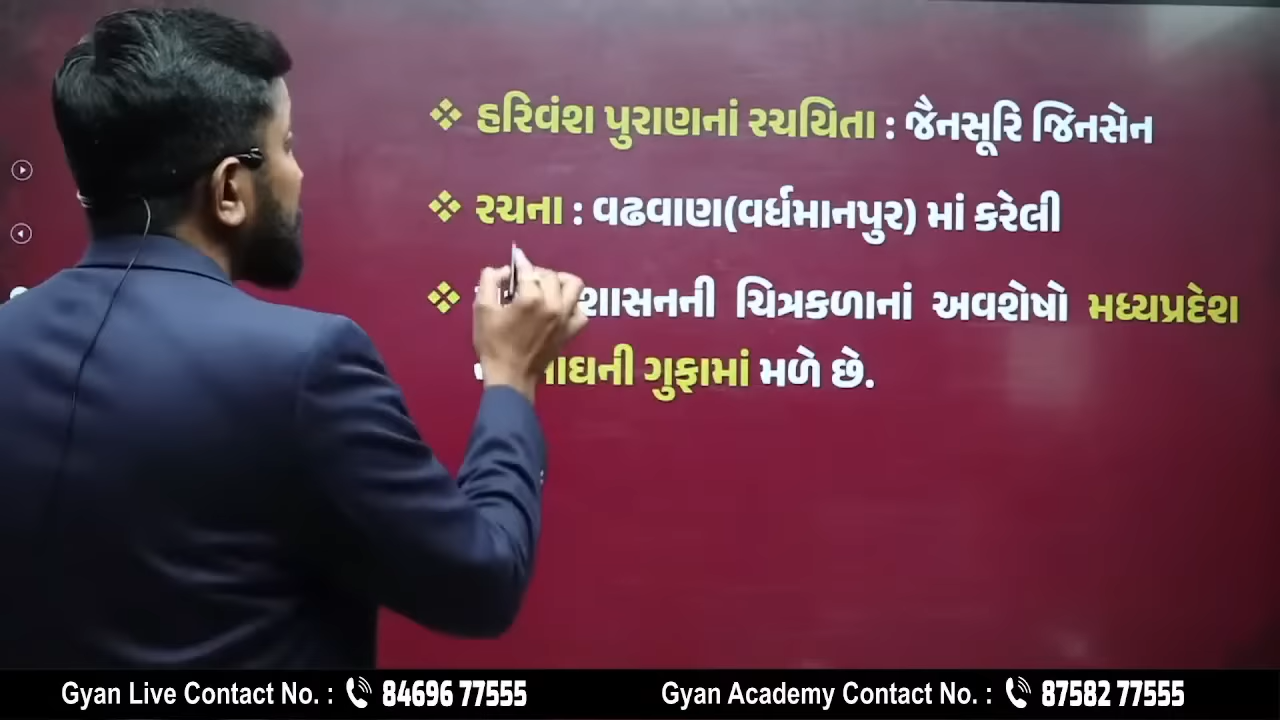 ❖ હરિવંશ પુરાણનાં રચયિતા : જૈનસૂરિ જિનસેન
❖ રચના : વઢવાણ(વર્ધમાનપુર) માં કરેલી
❖ શાસનની ચિત્રકળાનાં અવશેષો મધ્યપ્રદેશ
ગુફામાં મળે છે.
Gyan Live Contact No. : 84696 77555 Gyan Academy Contact No. : 87582 77555